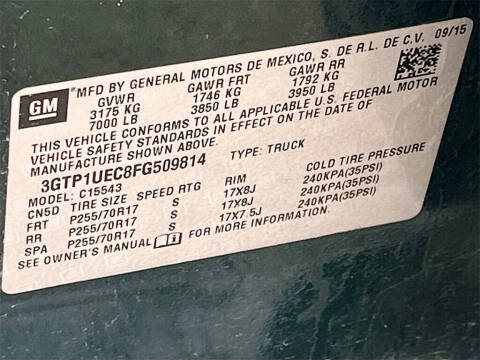 GM
*MFD BY GENERAL MOTORS DE MEXICO, S. DE R.L. DE C.V. 09/15
GVWR GAWR FRT GAWR RR
3175 KG 1746 KG 1792 KG
7000 LB 3850 LB 3950 LB
THIS VEHICLE CONFORMS TO ALL APPLICABLE U.S. FEDERAL MOTOR
VEHICLE SAFETY STANDARDS IN EFFECT ON THE DATE OF
MANUFACTURE SHOWN ABOVE.
3GTP1UEC8FG509814 TYPE: TRUCK
MODEL: C15543
CN5D TIRE SIZE SPEED RTG RIM COLD TIRE PRESSURE
FRT P255/70R17 S 17X8J 240KPA(35PSI)
RR P255/70R17 S 17X8J 240KPA(35PSI)
SPA P255/70R17 S 17X7.5J 240KPA(35PSI)
SEE OWNER'S MANUAL FOR MORE INFORMATION.